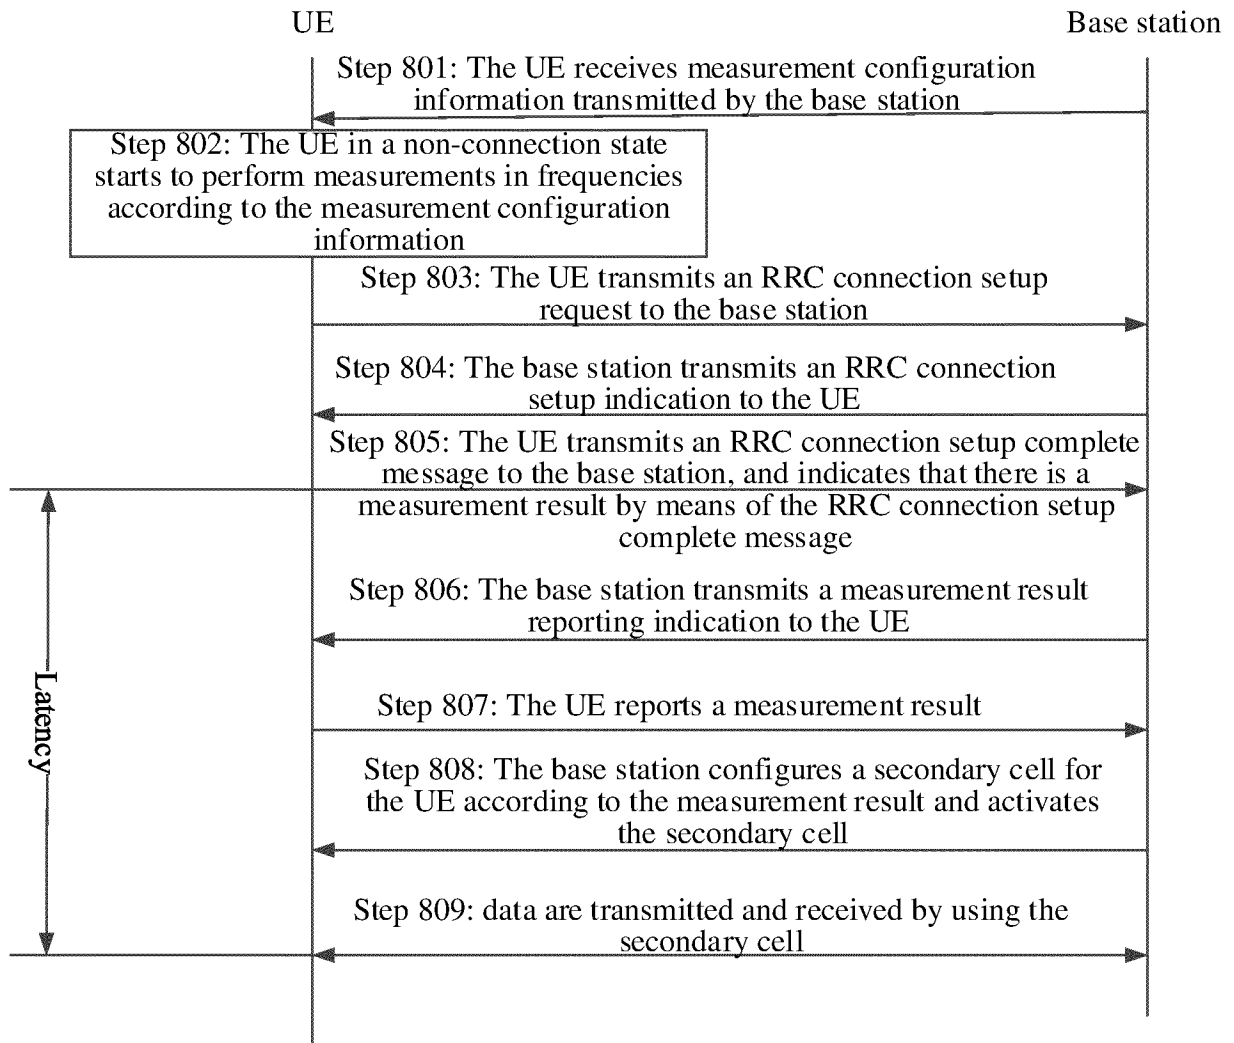 UE
Base station
Step 801: The UE receives measurement configuration
information transmitted by the base station
Step 802: The UE in a non-connection state
starts to perform measurements in frequencies
according to the measurement configuration
information
Step 803: The UE transmits an RRC connection setup
request to the base station
Step 804: The base station transmits an RRC connection
setup indication to the UE
Step 805: The UE transmits an RRC connection setup complete
message to the base station, and indicates that there is a
measurement result by means of the RRC connection setup
complete message
Step 806: The base station transmits a measurement result
reporting indication to the UE
Latency
Step 807: The UE reports a measurement result
Step 808: The base station configures a secondary cell for
the UE according to the measurement result and activates
the secondary cell
Step 809: data are transmitted and received by using the
secondary cell